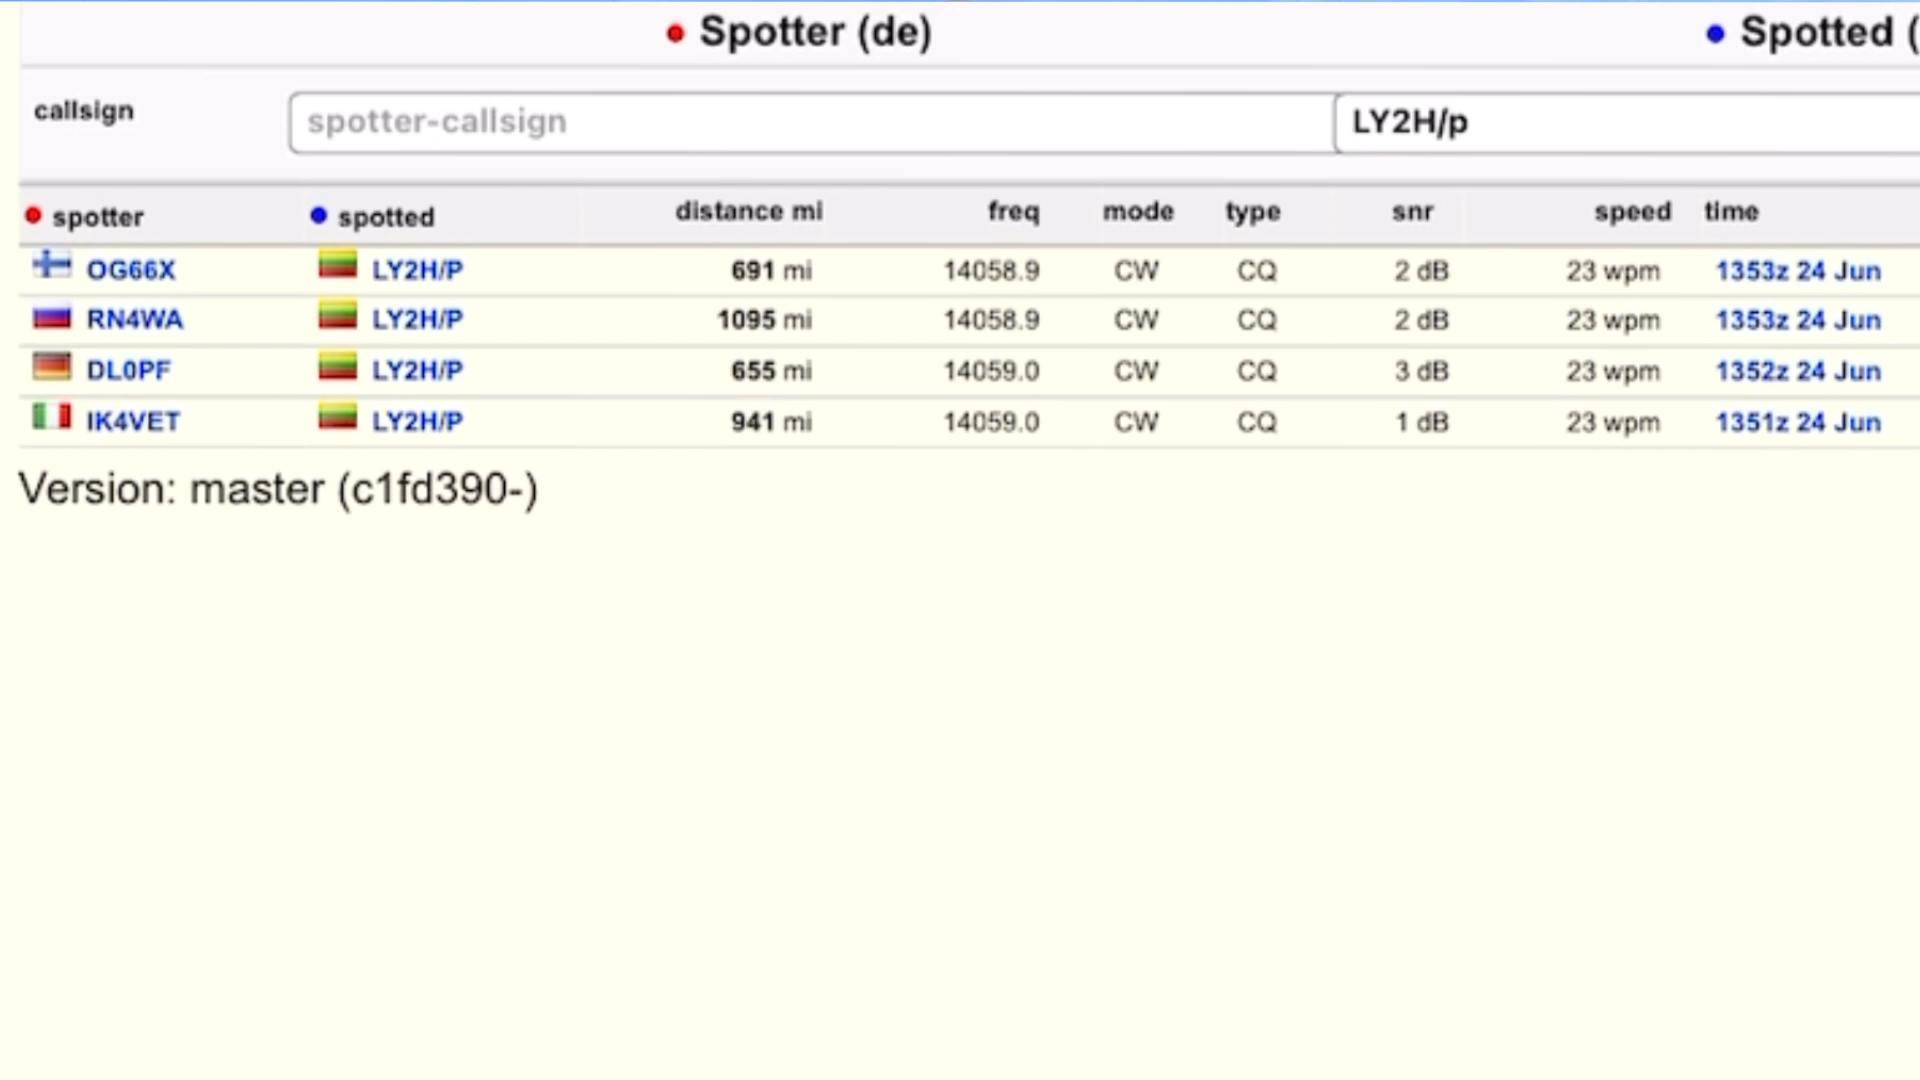 Spotter (de) Spotted (
callsign spotter-callsign LY2H/p
spotter spotted distance mi freq mode type snr speed time
OG66X LY2H/P 691 mi 14058.9 CW CQ 2 dB 23 wpm 1353z 24 Jun
RN4WA LY2H/P 1095 mi 14058.9 CW CQ 2 dB 23 wpm 1353z 24 Jun
DL0PF LY2H/P 655 mi 14059.0 CW CQ 3 dB 23 wpm 1352z 24 Jun
IK4VET LY2H/P 941 mi 14059.0 CW CQ 1 dB 23 wpm 1351z 24 Jun
Version: master (c1fd390-)